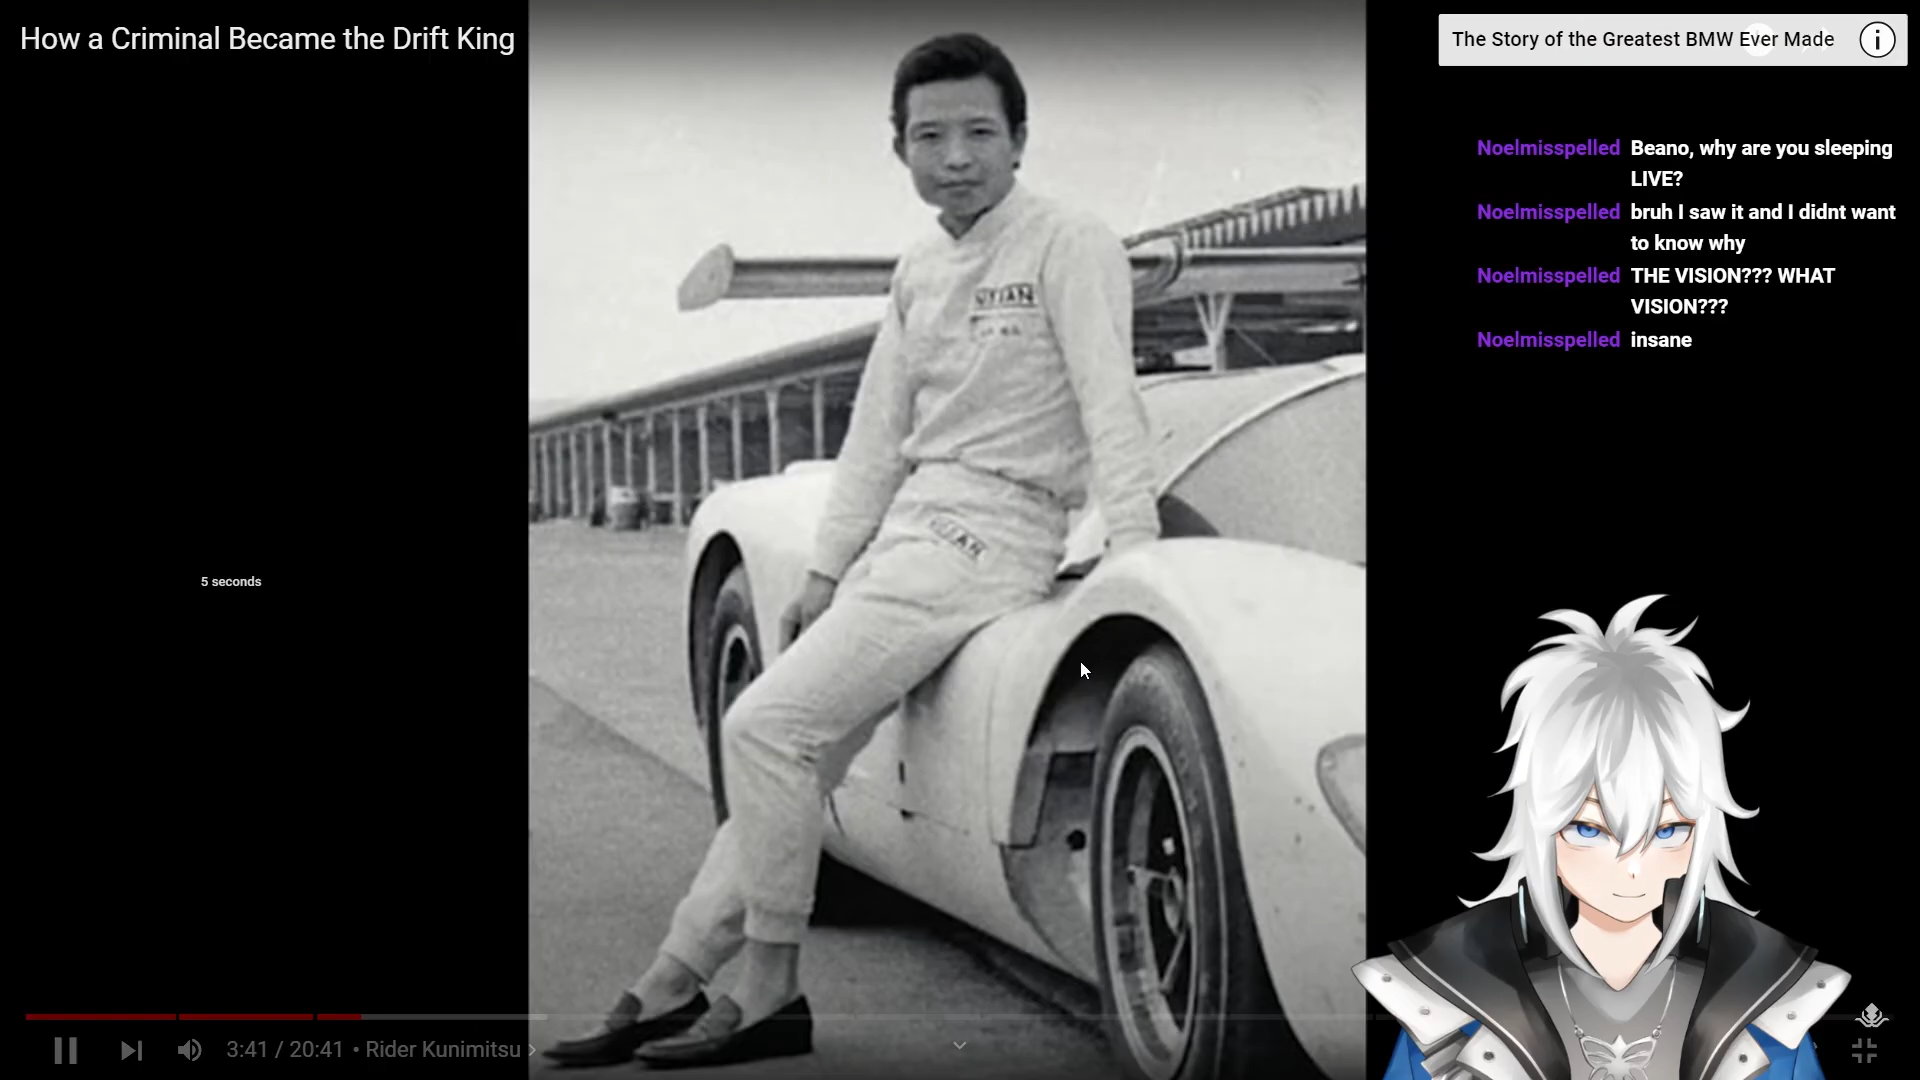 How a Criminal Became the Drift King
The Story of the Greatest BMW Ever Made
Noelmisspelled Beano, why are you sleeping
LIVE?
Noelmisspelled bruh I saw it and I didnt want
to know why
Noelmisspelled THE VISION??? WHAT
VISION???
Noelmisspelled insane
5 seconds
3:41 / 20:41 • Rider Kunimitsu